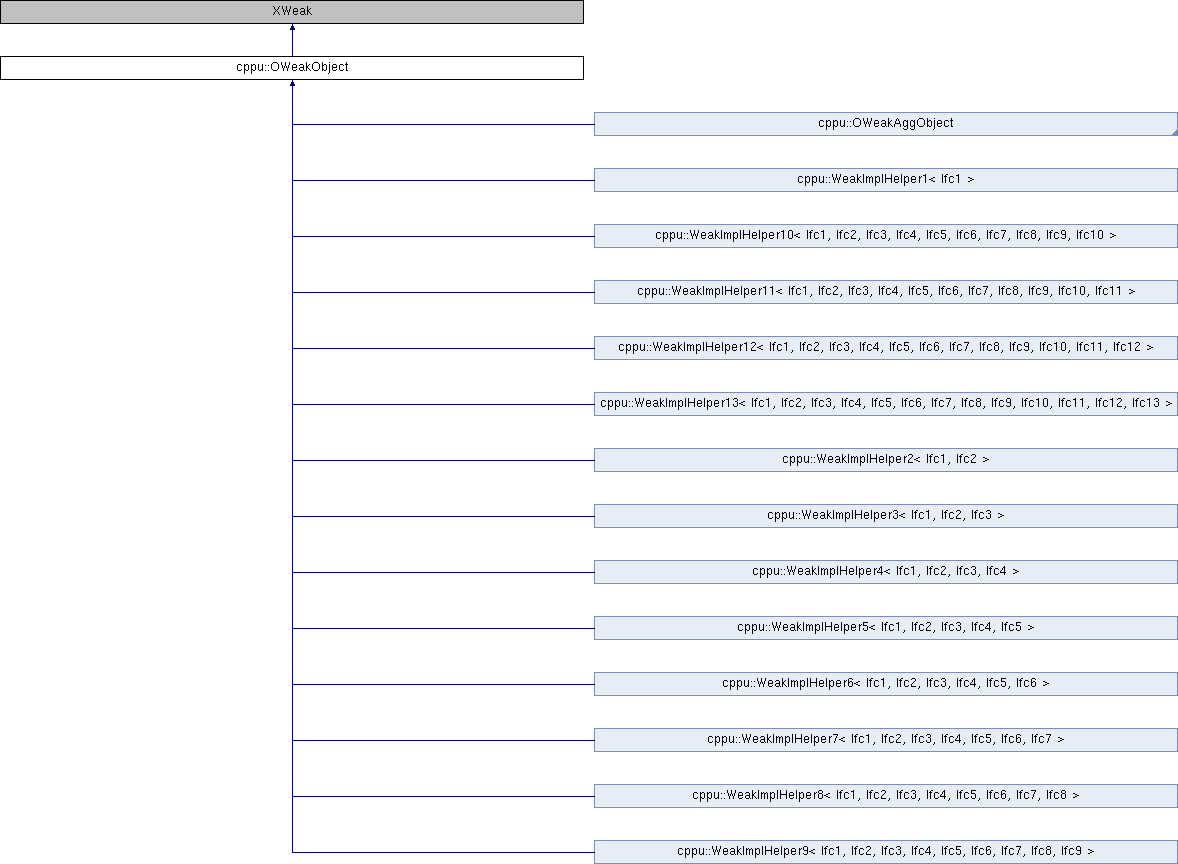 XWeak
cppu::OWeakObject
cppu::OWeakAggObject
cppu::WeakImplHelper1< Ifc1 >
cppu::WeakImplHelper10< Ifc1, Ifc2, Ifc3, Ifc4, Ifc5, Ifc6, Ifc7, Ifc8, Ifc9, Ifc10 >
cppu::WeakImplHelper11< Ifc1, Ifc2, Ifc3, Ifc4, Ifc5, Ifc6, Ifc7, Ifc8, Ifc9, Ifc10, Ifc11 >
cppu::WeakImplHelper12< Ifc1, Ifc2, Ifc3, Ifc4, Ifc5, Ifc6, Ifc7, Ifc8, Ifc9, Ifc10, Ifc11, Ifc12 >
cppu::WeakImplHelper13< Ifc1, Ifc2, Ifc3, Ifc4, Ifc5, Ifc6, Ifc7, Ifc8, Ifc9, Ifc10, Ifc11, Ifc12, Ifc13 >
cppu::WeakImplHelper2< Ifc1, Ifc2 >
cppu::WeakImplHelper3< Ifc1, Ifc2, Ifc3 >
cppu::WeakImplHelper4< Ifc1, Ifc2, Ifc3, Ifc4 >
cppu::WeakImplHelper5< Ifc1, Ifc2, Ifc3, Ifc4, Ifc5 >
cppu::WeakImplHelper6< Ifc1, Ifc2, Ifc3, Ifc4, Ifc5, Ifc6 >
cppu::WeakImplHelper7< Ifc1, Ifc2, Ifc3, Ifc4, Ifc5, Ifc6, Ifc7 >
cppu::WeakImplHelper8< Ifc1, Ifc2, Ifc3, Ifc4, Ifc5, Ifc6, Ifc7, Ifc8 >
cppu::WeakImplHelper9< Ifc1, Ifc2, Ifc3, Ifc4, Ifc5, Ifc6, Ifc7, Ifc8, Ifc9 >